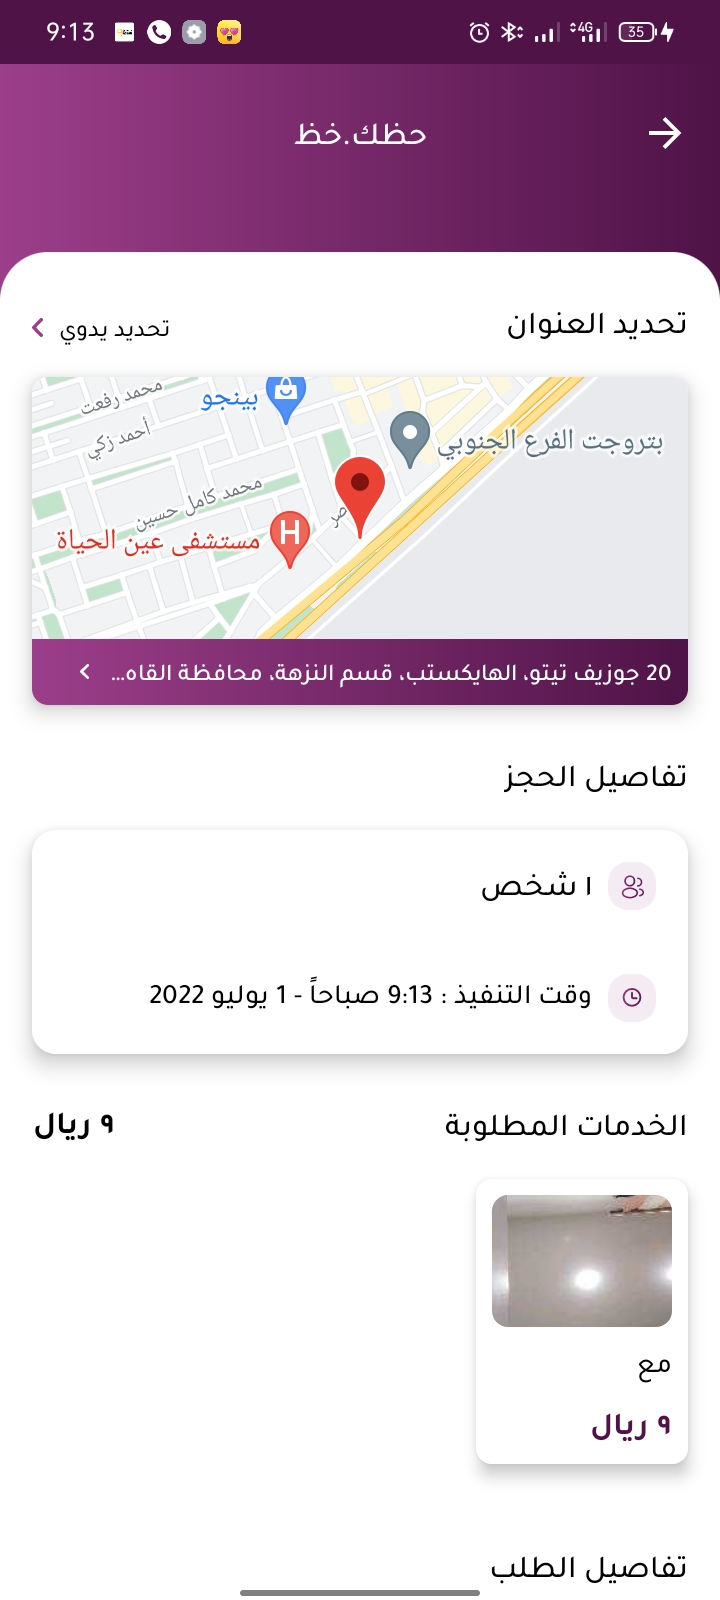 9:13
4G
35
حظك.خظ
تحديد العنوان
تحديد يدوي
محمد رفعت
بينجو
أحمد زكي
بتروجت الفرع الجنوبي
محمد كامل حسين
مستشفى عين الحياة
H
20 جوزيف تيتو، الهايكستب، قسم النزهة، محافظة القاه...
تفاصيل الحجز
١ شخص
وقت التنفيذ : 9:13 صباحاً - 1 يوليو 2022
الخدمات المطلوبة
٩ ريال
مع
٩ ريال
تفاصيل الطلب